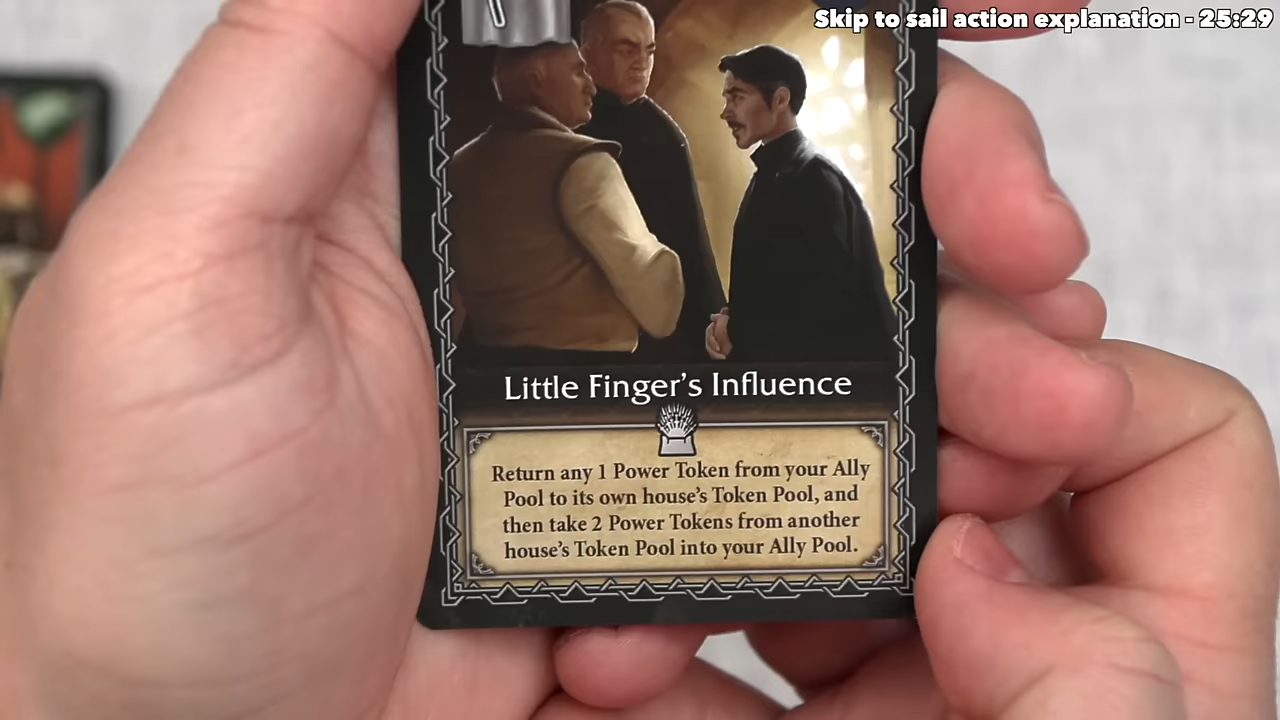 Skip to sail action explanation - 25:29
Little Finger's Influence
Return any 1 Power Token from your Ally
Pool to its own house's Token Pool, and
then take 2 Power Tokens from another
house's Token Pool into your Ally Pool.